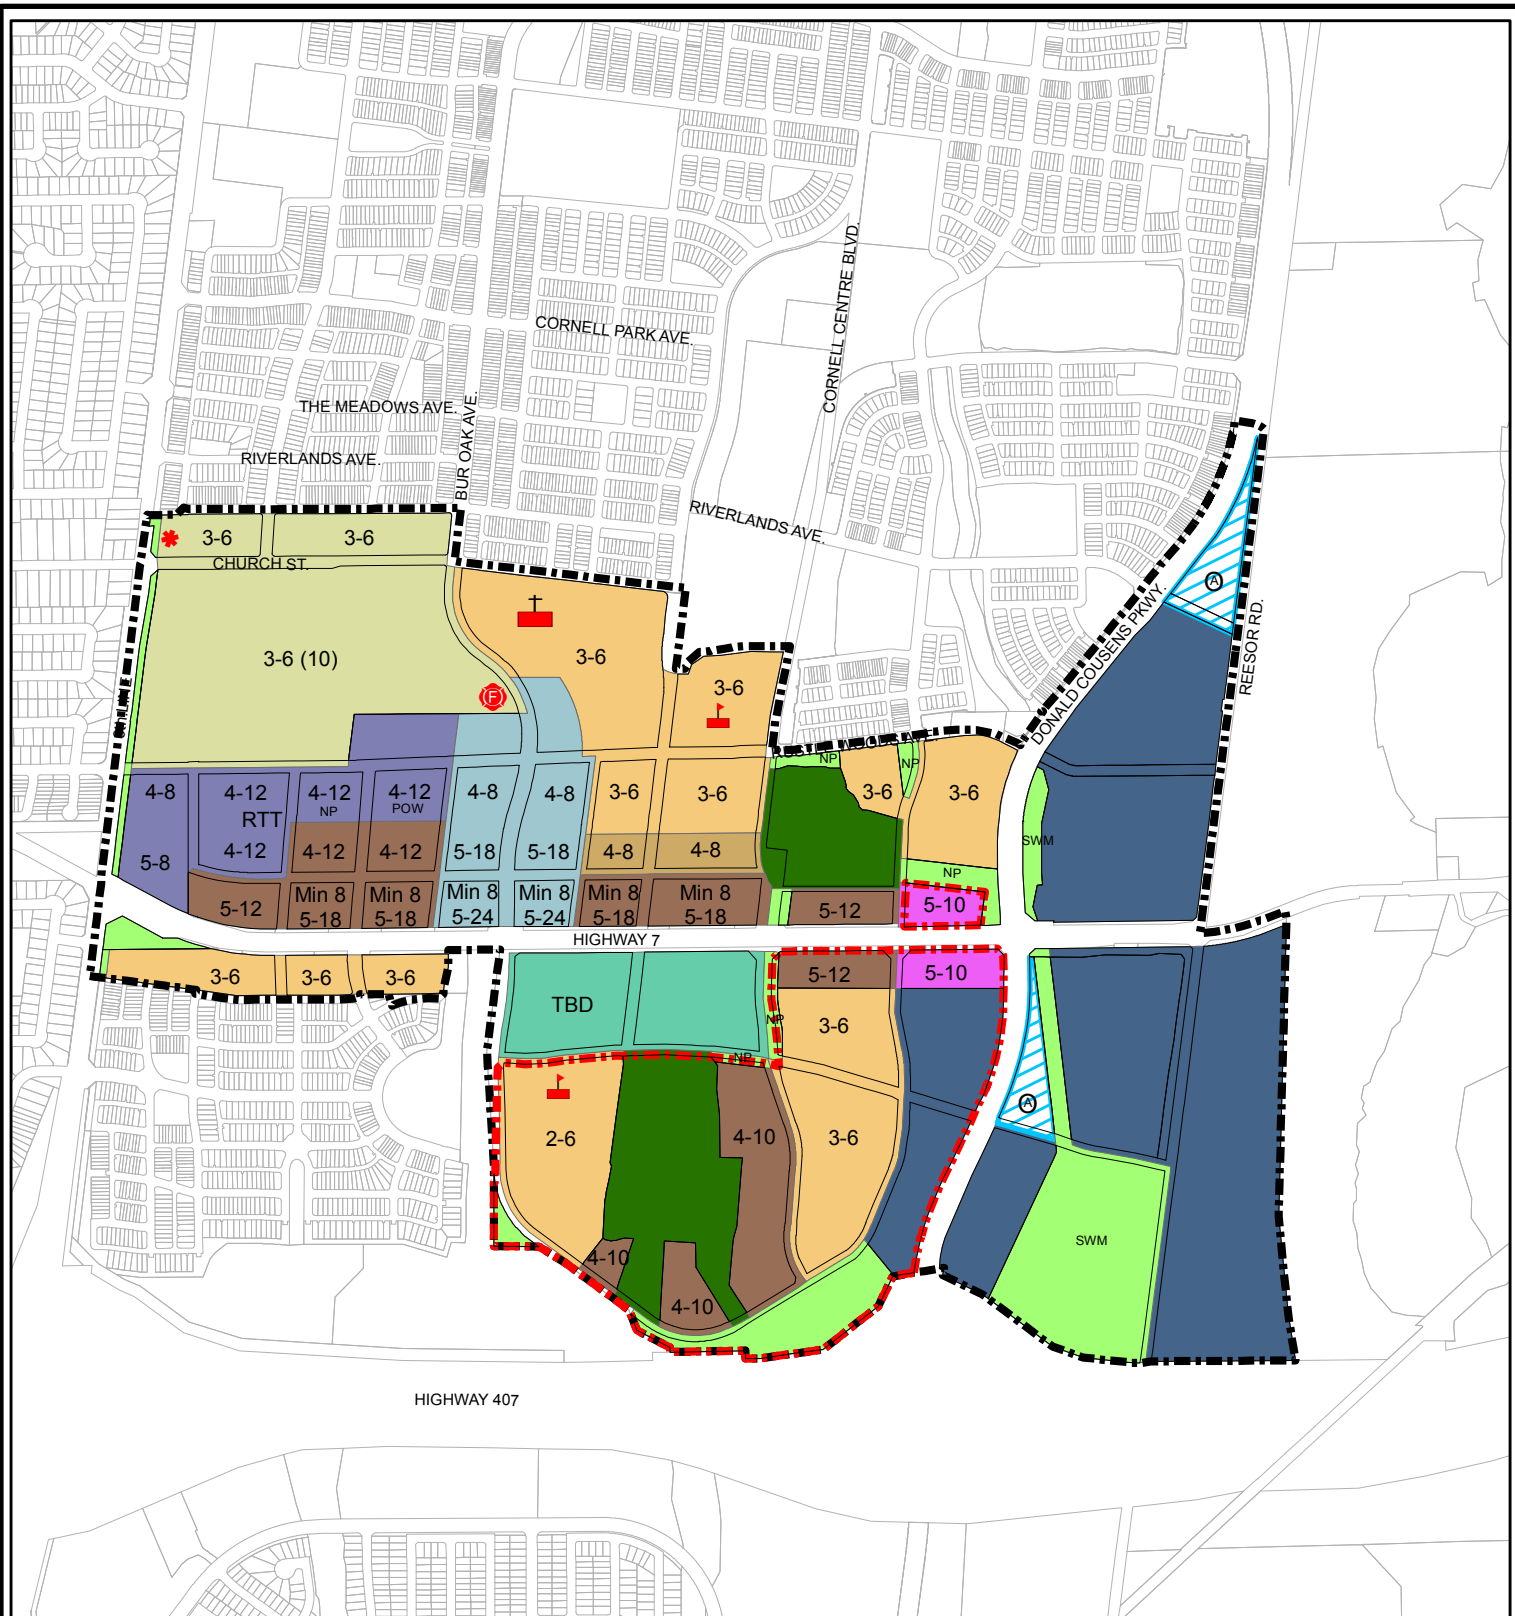 CORNELL CENTRE BLVD.
CORNELL PARK AVE.
THE MEADOWS AVE.
BUR OAK AVE.
RIVERLANDS AVE.
RIVERLANDS AVE.
3-6
3-6
CHURCH ST.
A
DONALD COUSENS PKWY.
REESOR RD.
3-6 (10)
3-6
3-6
F
NP
NP
4-8
4-12
4-12
4-12
4-8
4-8
3-6
3-6
3-6
3-6
NP
POW
RTT
SWM
5-8
4-12
4-12
4-12
5-18
5-18
4-8
4-8
NP
5-12
Min 8
5-18
Min 8
5-18
Min 8
5-24
Min 8
5-24
Min 8
5-18
Min 8
5-18
5-12
5-10
HIGHWAY 7
3-6
3-6
3-6
5-12
5-10
TBD
NP
3-6
NP
A
2-6
4-10
3-6
4-10
4-10
SWM
HIGHWAY 407